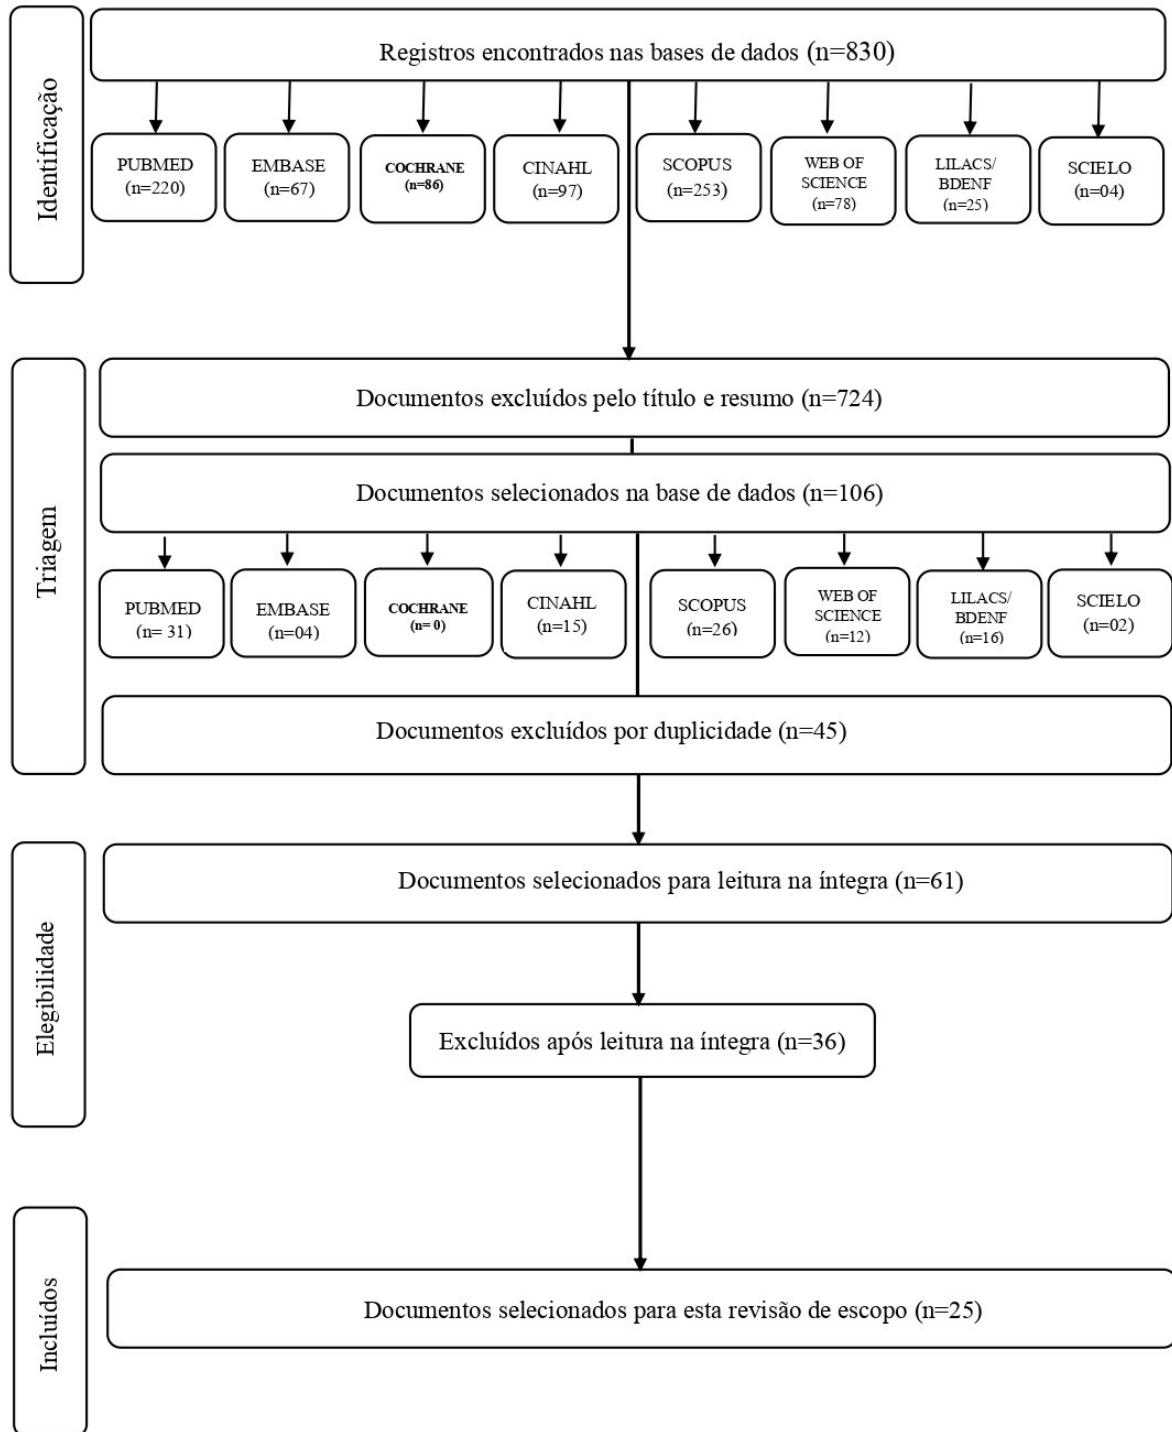 Identificação
Registros encontrados nas bases de dados (n=830)
PUBMED
(n=220)
EMBASE
(n=67)
COCHRANE
(n=86)
CINAHL
(n=97)
SCOPUS
(n=253)
WEB OF
SCIENCE
(n=78)
LILACS/
BDENF
(n=25)
SCIELO
(n=04)
Triagem
Documentos excluídos pelo título e resumo (n=724)
Documentos selecionados na base de dados (n=106)
PUBMED
(n= 31)
EMBASE
(n=04)
COCHRANE
(n= 0)
CINAHL
(n=15)
SCOPUS
(n=26)
WEB OF
SCIENCE
(n=12)
LILACS/
BDENF
(n=16)
SCIELO
(n=02)
Documentos excluídos por duplicidade (n=45)
Elegibilidade
Documentos selecionados para leitura na íntegra (n=61)
Excluídos após leitura na íntegra (n=36)
Incluídos
Documentos selecionados para esta revisão de escopo (n=25)